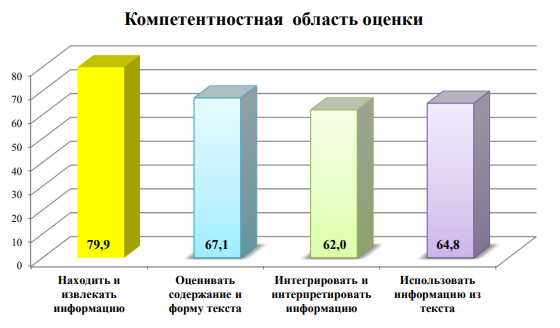 Компетентностная область оценки
80
70
60
50
40
30
20
10
0
79,9
67,1
62,0
64,8
Находить и
извлекать
информацию
Оценивать
содержание и
форму текста
Интегрировать и
интерпретировать
информацию
Использовать
информацию из
текста